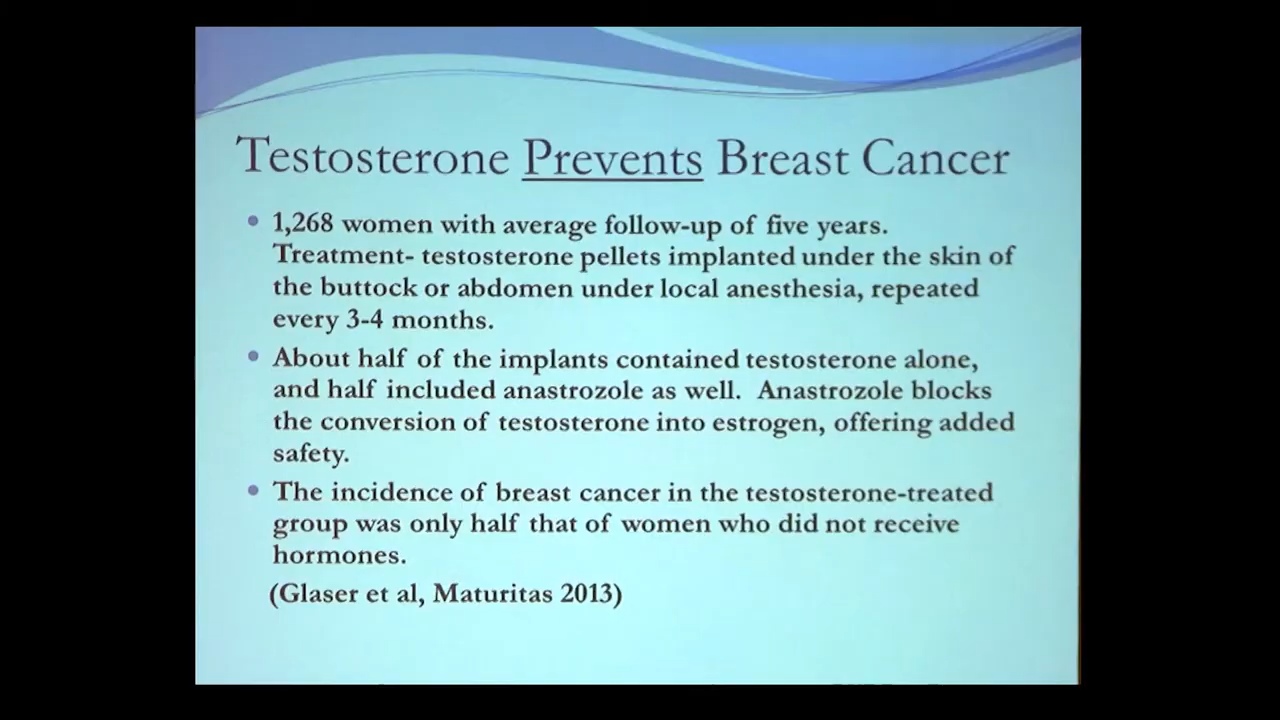 Testosterone Prevents Breast Cancer
1,268 women with average follow-up of five years.
Treatment- testosterone pellets implanted under the skin of
the buttock or abdomen under local anesthesia, repeated
every 3-4 months.
About half of the implants contained testosterone alone,
and half included anastrozole as well. Anastrozole blocks
the conversion of testosterone into estrogen, offering added
safety.
The incidence of breast cancer in the testosterone-treated
group was only half that of women who did not receive
hormones.
(Glaser et al, Maturitas 2013)